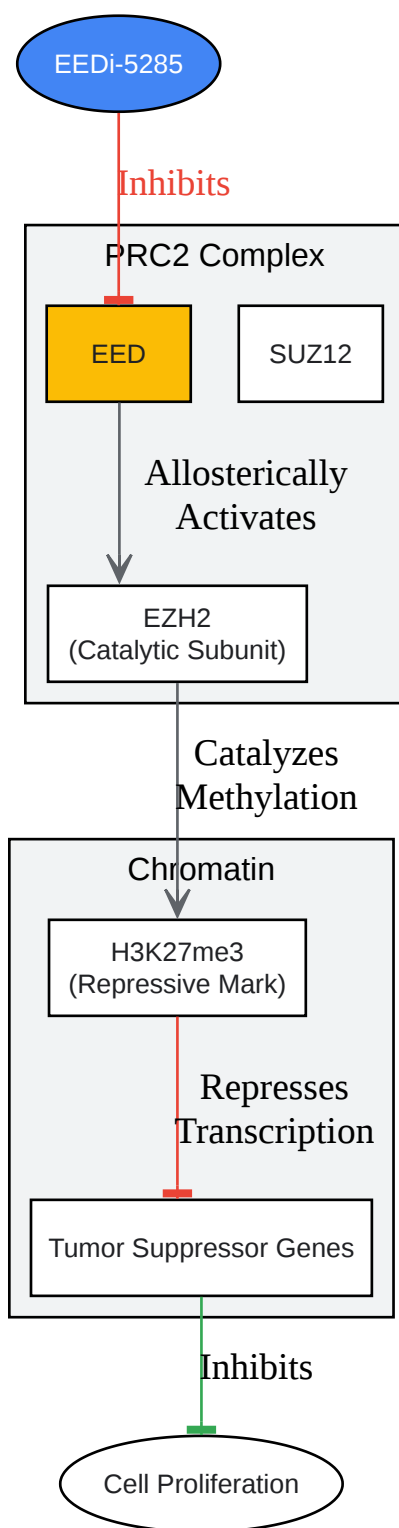 EEDi-5285
Inhibits
PRC2 Complex
EED
SUZ12
Allosterically
Activates
EZH2
(Catalytic Subunit)
Catalyzes
Methylation
Chromatin
H3K27me3
(Repressive Mark)
Represses
Transcription
Tumor Suppressor Genes
Inhibits
Cell Proliferation